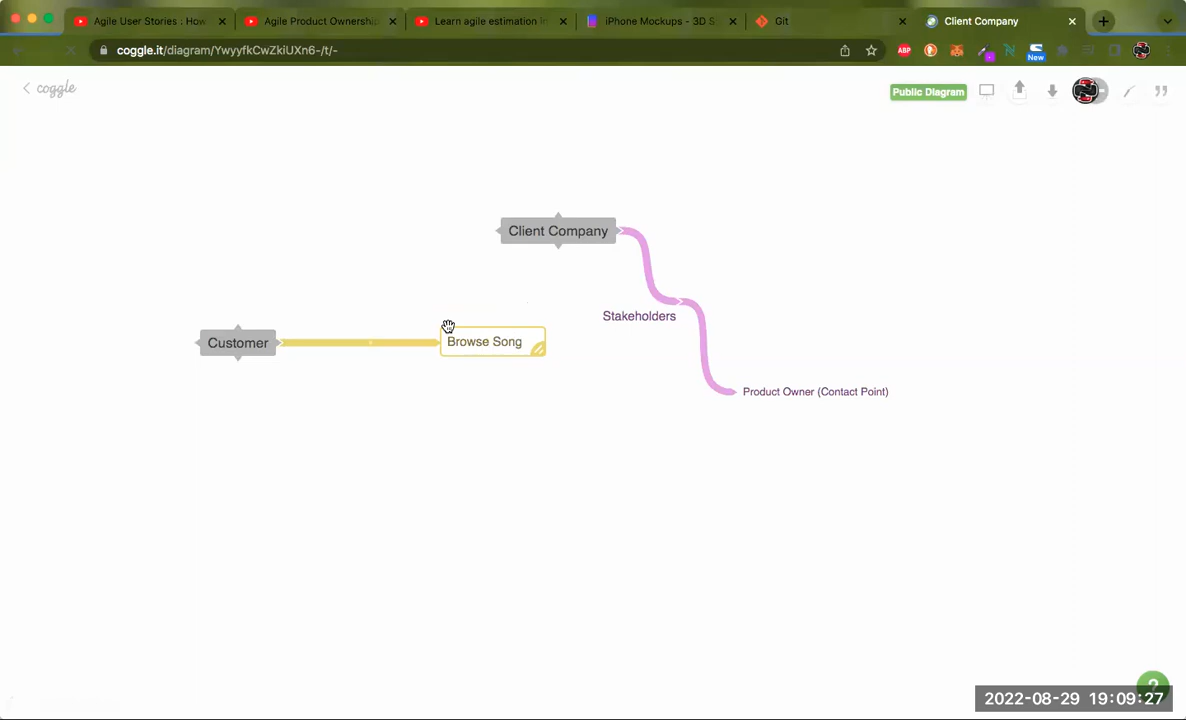 Agile User Stories : How
Agile Product Ownership
Learn agile estimation i
iPhone Mockups - 3D S
Git
Client Company
coggle.it/diagram/YwyyfkCwZkiUXn6-/t/-
ABP
New
coggle
Public Diagram
Client Company
Stakeholders
Customer
Browse Song
Product Owner (Contact Point)
?
2022-08-29 19:09:27